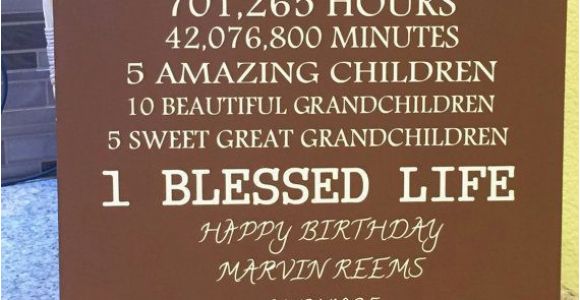 701,265 HOURS
42,076,800 MINUTES
5 AMAZING CHILDREN
10 BEAUTIFUL GRANDCHILDREN
5 SWEET GREAT GRANDCHILDREN
1 BLESSED LIFE
HAPPY BIRTHDAY
MARVIN REEMS